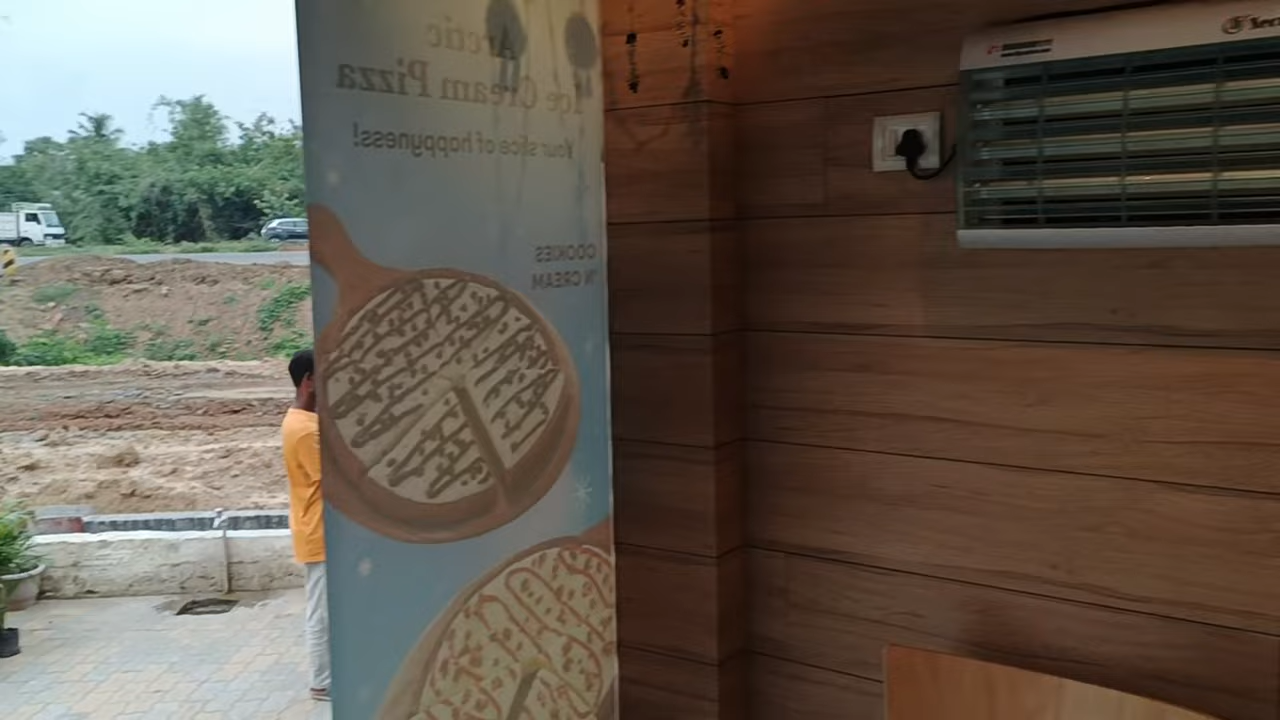 Arctic
Ice Cream Pizza
Your slice of happyness!
COOKIES
'N CREAM